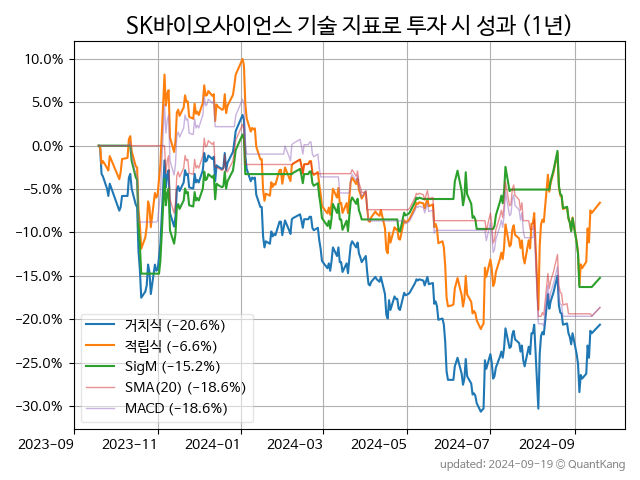 SK바이오사이언스 기술 지표로 투자 시 성과 (1년)
10.0%
5.0%
0.0%
−5.0%
−10.0%
−15.0%
−20.0%
−25.0%
−30.0%
거치식 (−20.6%)
적립식 (−6.6%)
SigM (−15.2%)
SMA(20) (−18.6%)
MACD (−18.6%)
2023-09 2023-11 2024-01 2024-03 2024-05 2024-07 2024-09
updated: 2024-09-19 © QuantKang